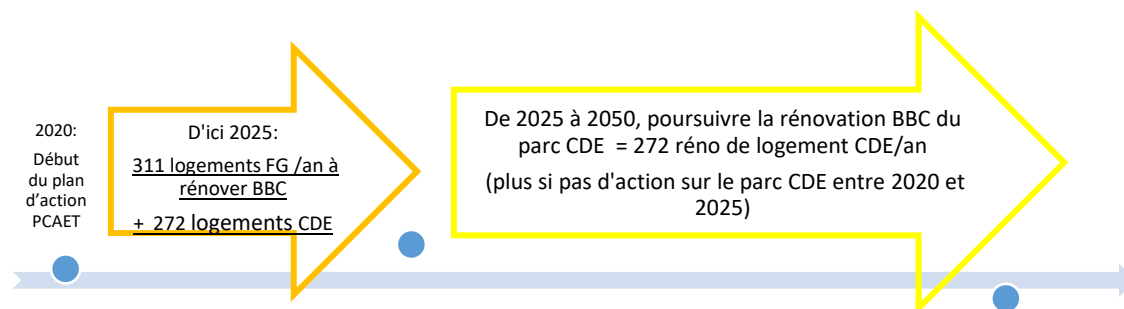 2020:
Début
du plan
d'action
PCAET
D'ici 2025:
311 logements FG /an à
rénover BBC
+ 272 logements CDE
De 2025 à 2050, poursuivre la rénovation BBC du
parc CDE = 272 réno de logement CDE/an
(plus si pas d'action sur le parc CDE entre 2020 et
2025)